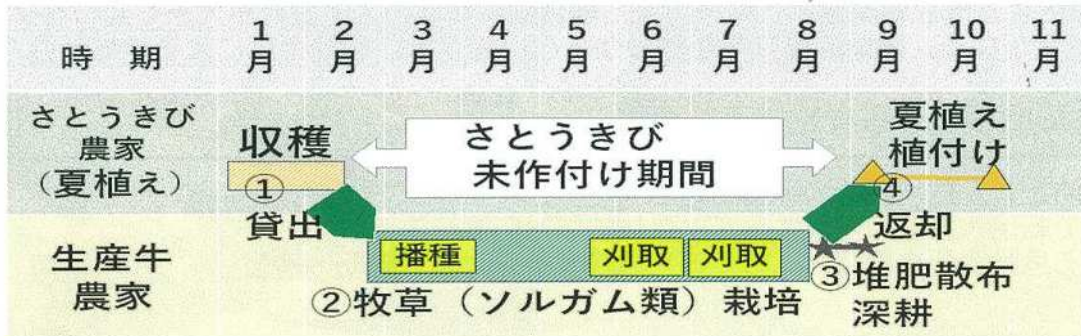 時 期
1月 2月 3月 4月 5月 6月 7月 8月 9月 10月 11月
さとうきび
農家
(夏植え)
収穫
①
貸出
さとうきび
未作付け期間
夏植え
植付け
④
返却
生産牛
農家
播種
刈取
刈取
②牧草(ソルガム類)栽培
③堆肥散布
深耕